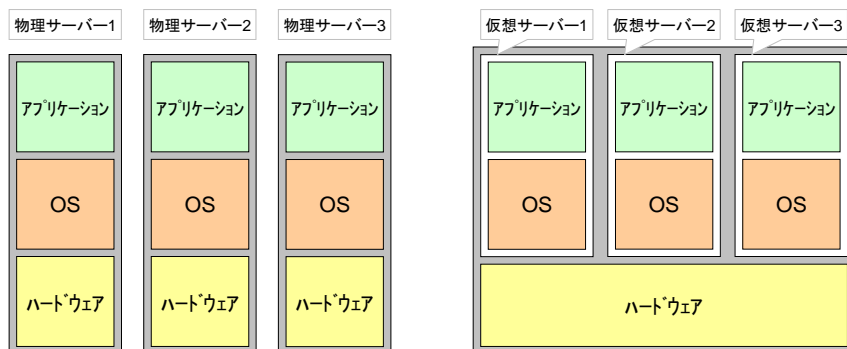 物理サーバー1
物理サーバー2
物理サーバー3
仮想サーバー1
仮想サーバー2
仮想サーバー3
アプリケーション
アプリケーション
アプリケーション
アプリケーション
アプリケーション
アプリケーション
OS
OS
OS
OS
OS
OS
ハードウェア
ハードウェア
ハードウェア
ハードウェア